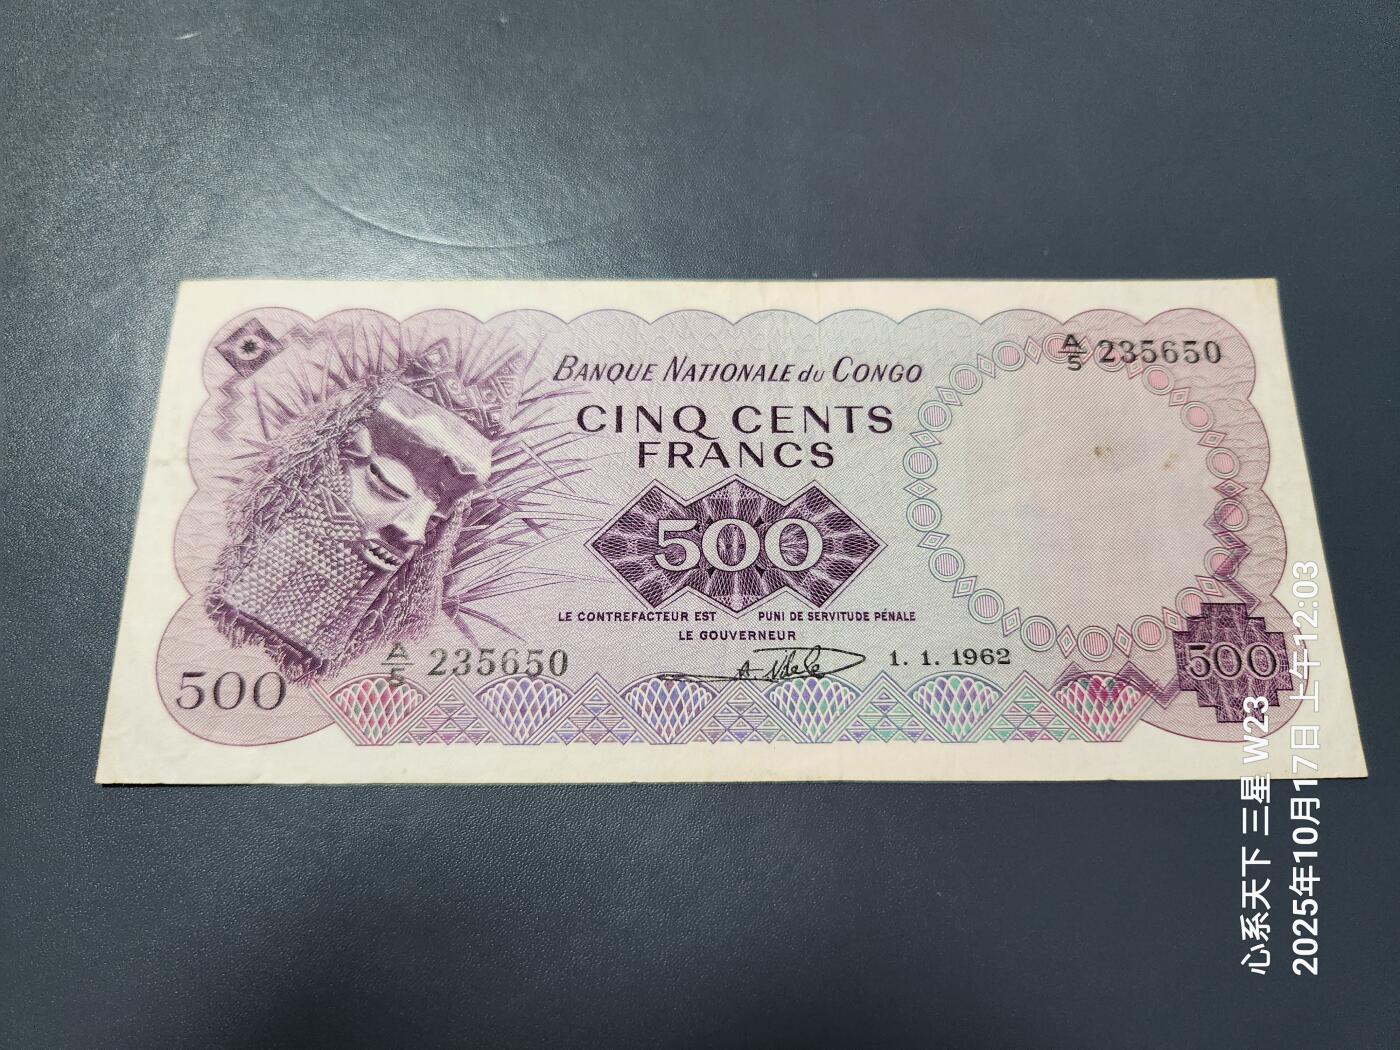 BANQUE NATIONALE du CONGO
A/5 235650
CINQ CENTS
FRANCS
500
LE CONTREFACTEUR EST PUNI DE SERVITUDE PÉNALE
LE GOUVERNEUR
A/5 235650
A. Ndele
1. 1. 1962
500
500
心系天下 三星 W23
2025年10月17日 上午12:03